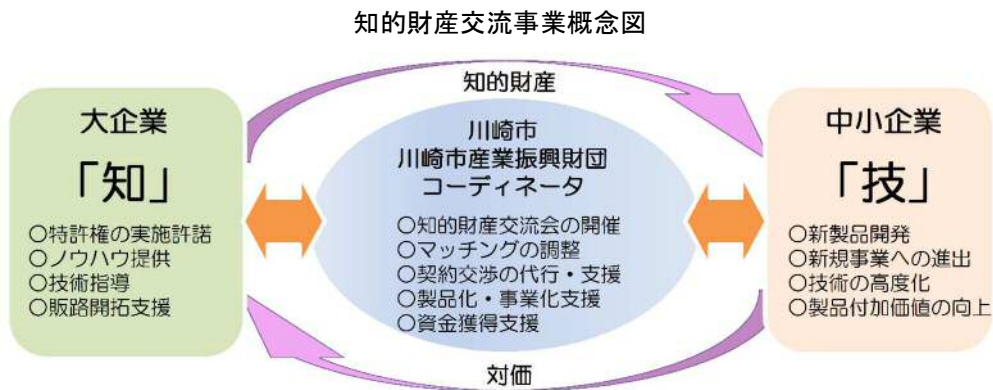 知的財産交流事業概念図
知的財産
大企業
「知」
○特許権の実施許諾
○ノウハウ提供
○技術指導
○販路開拓支援
川崎市
川崎市産業振興財団
コーディネータ
○知的財産交流会の開催
○マッチングの調整
○契約交渉の代行・支援
○製品化・事業化支援
○資金獲得支援
中小企業
「技」
○新製品開発
○新規事業への進出
○技術の高度化
○製品付加価値の向上
対価